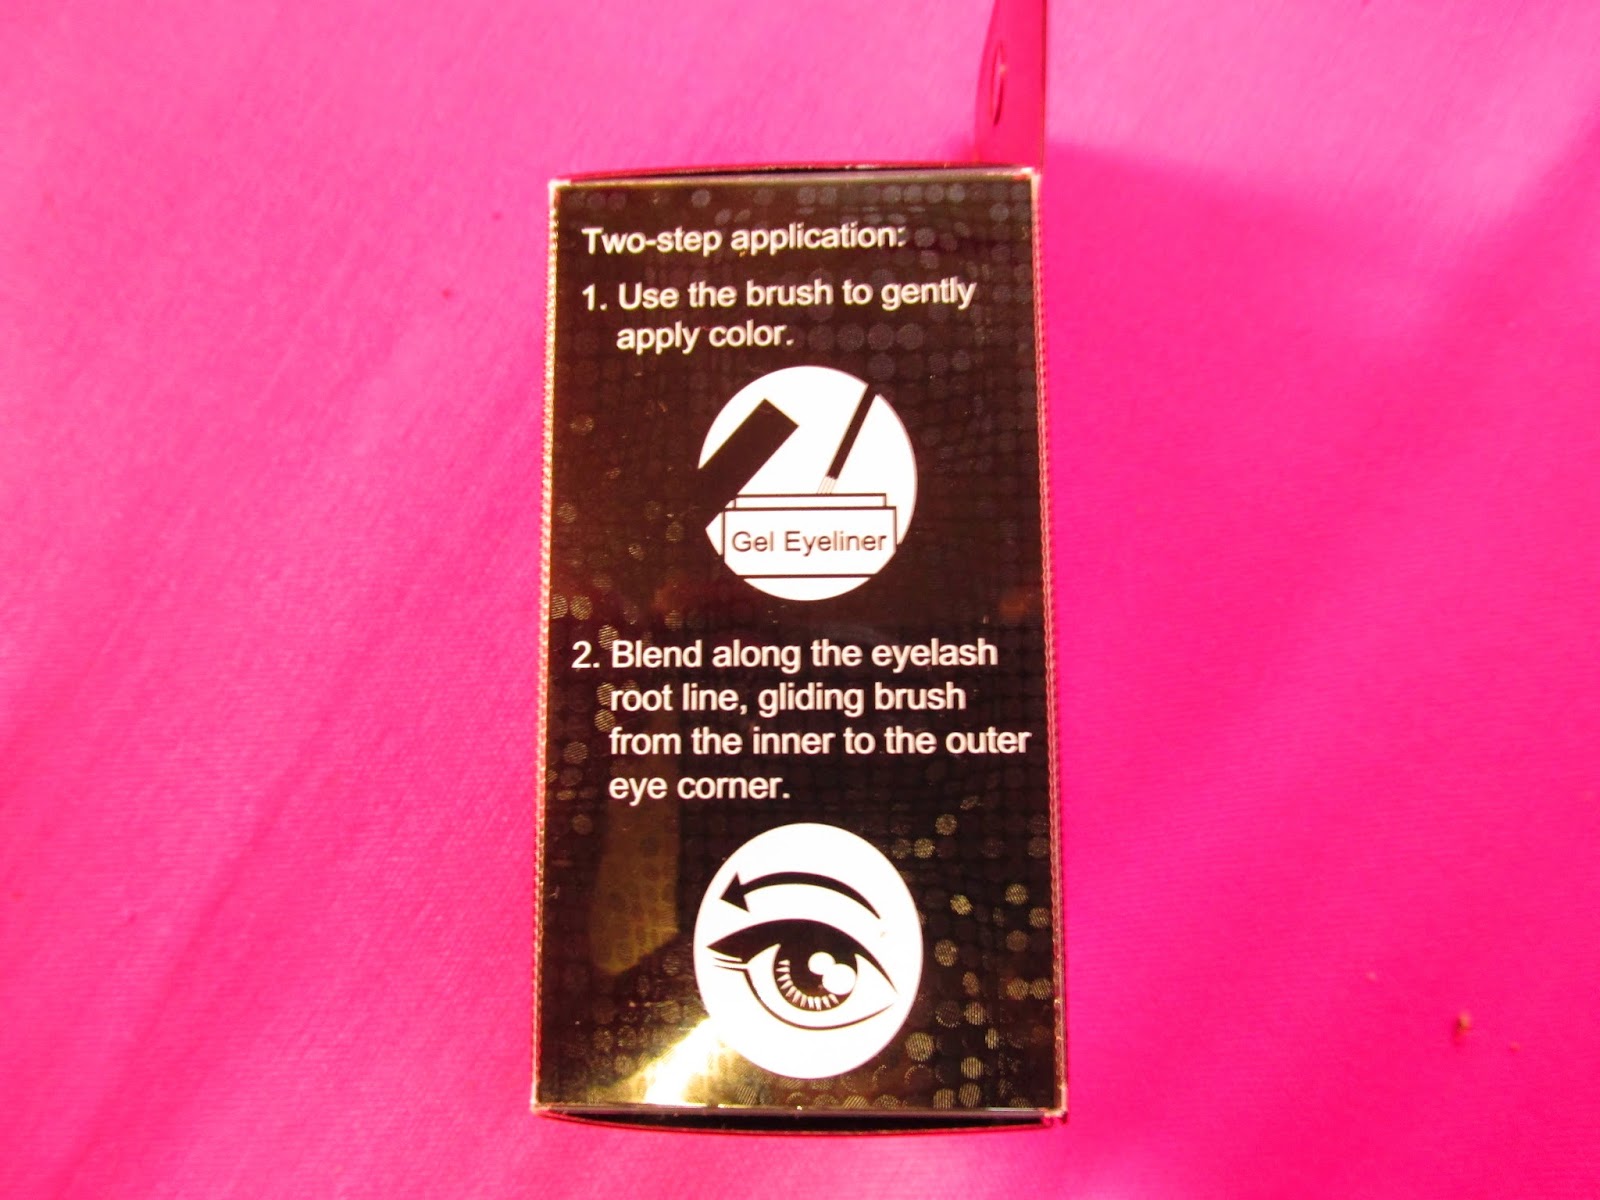 Two-step application:
1. Use the brush to gently
apply color.
Gel Eyeliner
2. Blend along the eyelash
root line, gliding brush
from the inner to the outer
eye corner.